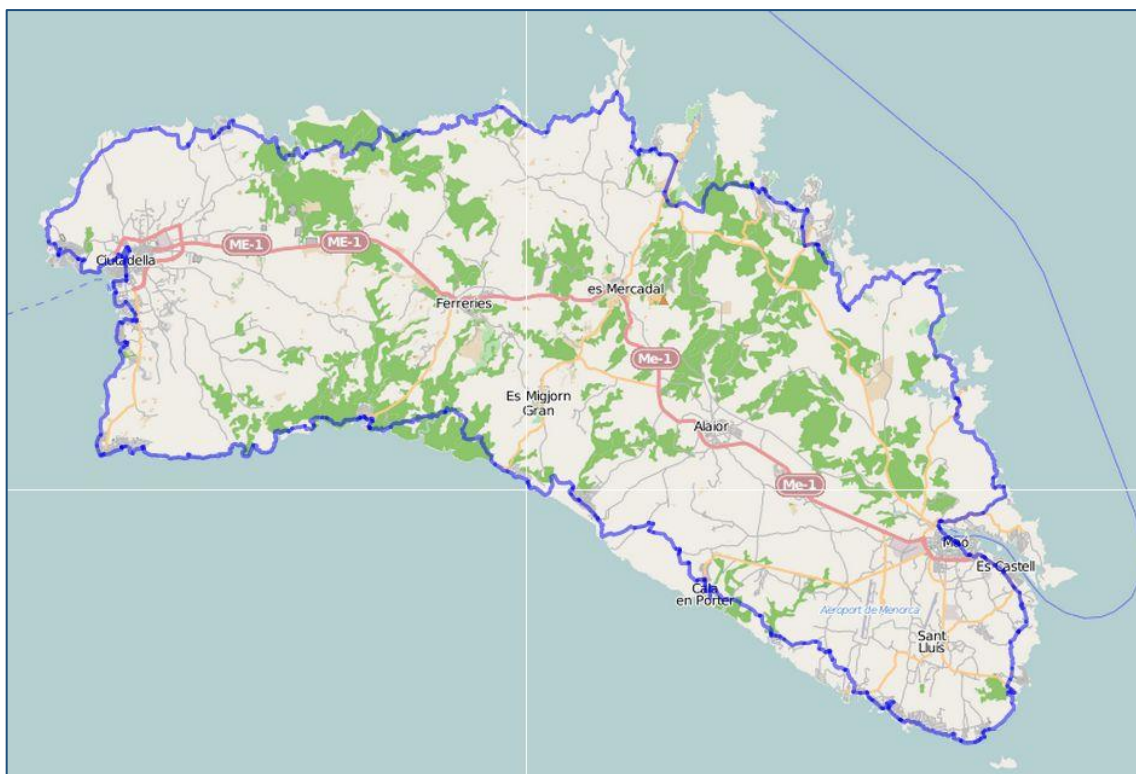 ME-1
ME-1
Ciutadella
es Mercadal
Ferreries
Me-1
Es Migjorn
Gran
Alaior
Me-1
Maó
Es Castell
Cala
en Porter
Aeroport de Menorca
Sant
Lluís